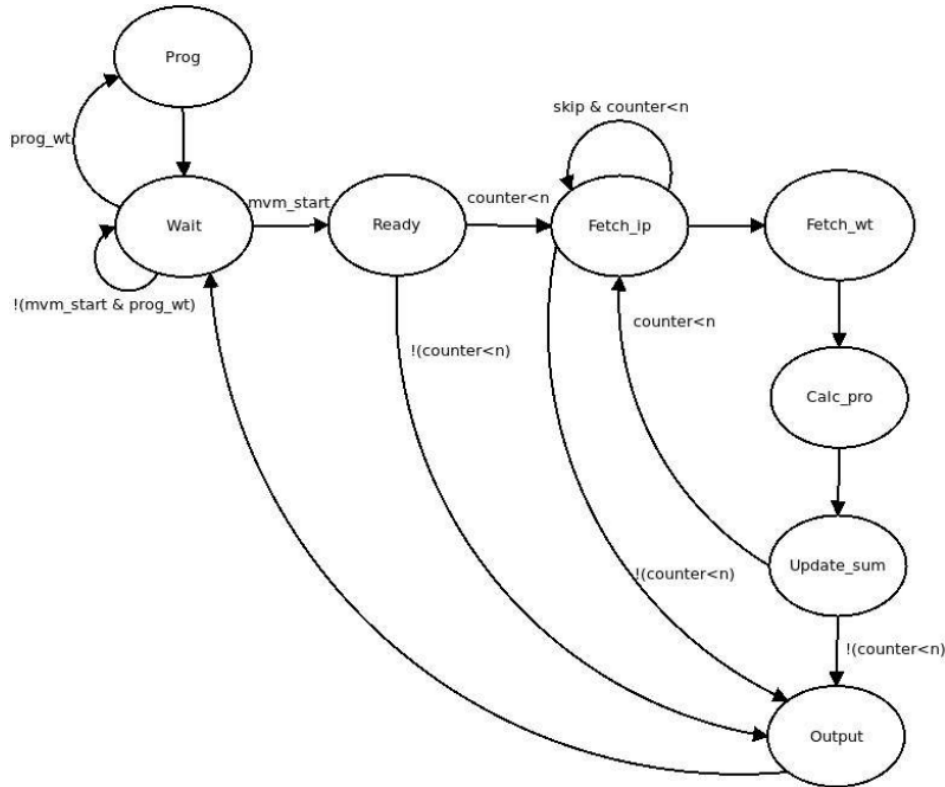 Prog
skip & counter<n
prog_wt
mvm_start
counter<n
Wait
Ready
Fetch_ip
Fetch_wt
!(mvm_start & prog_wt)
counter<n
!(counter<n)
Calc_pro
!(counter<n)
Update_sum
!(counter<n)
Output